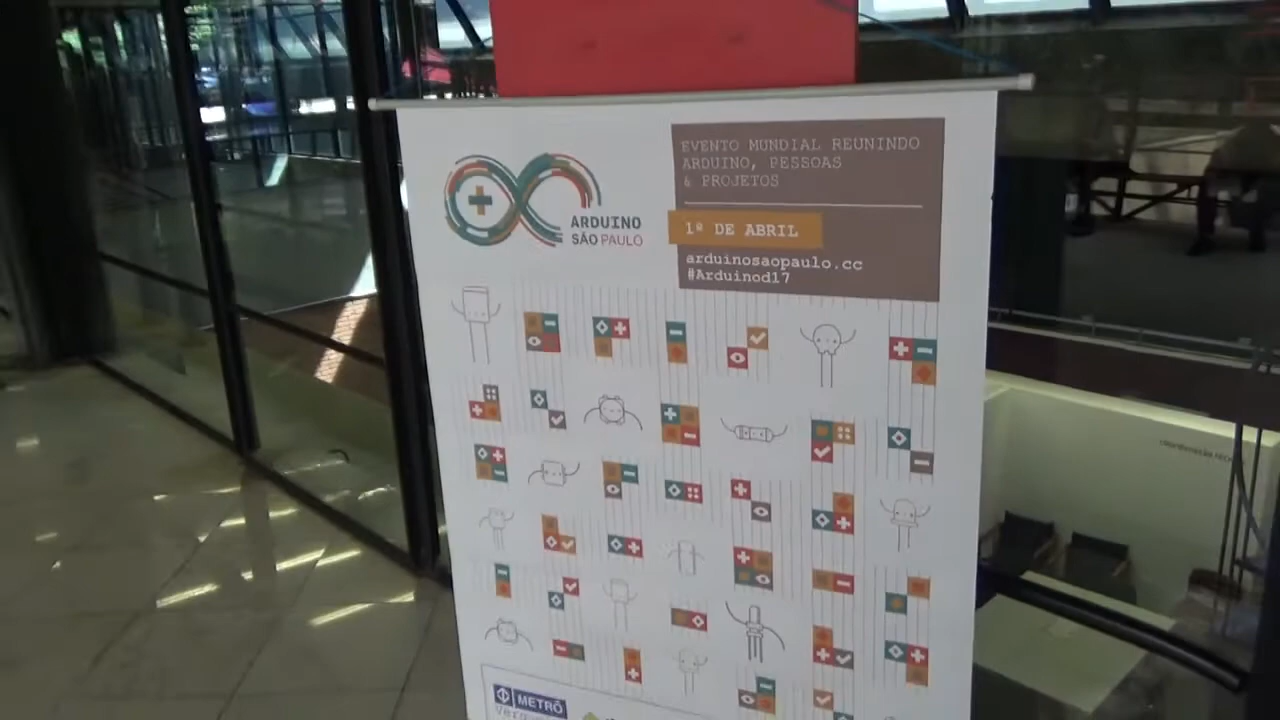 EVENTO MUNDIAL REUNINDO
ARDUINO, PESSOAS
& PROJETOS
1º DE ABRIL
arduinosaopaulo.cc
#Arduinod17
ARDUINO
SÃO PAULO
METRÔ